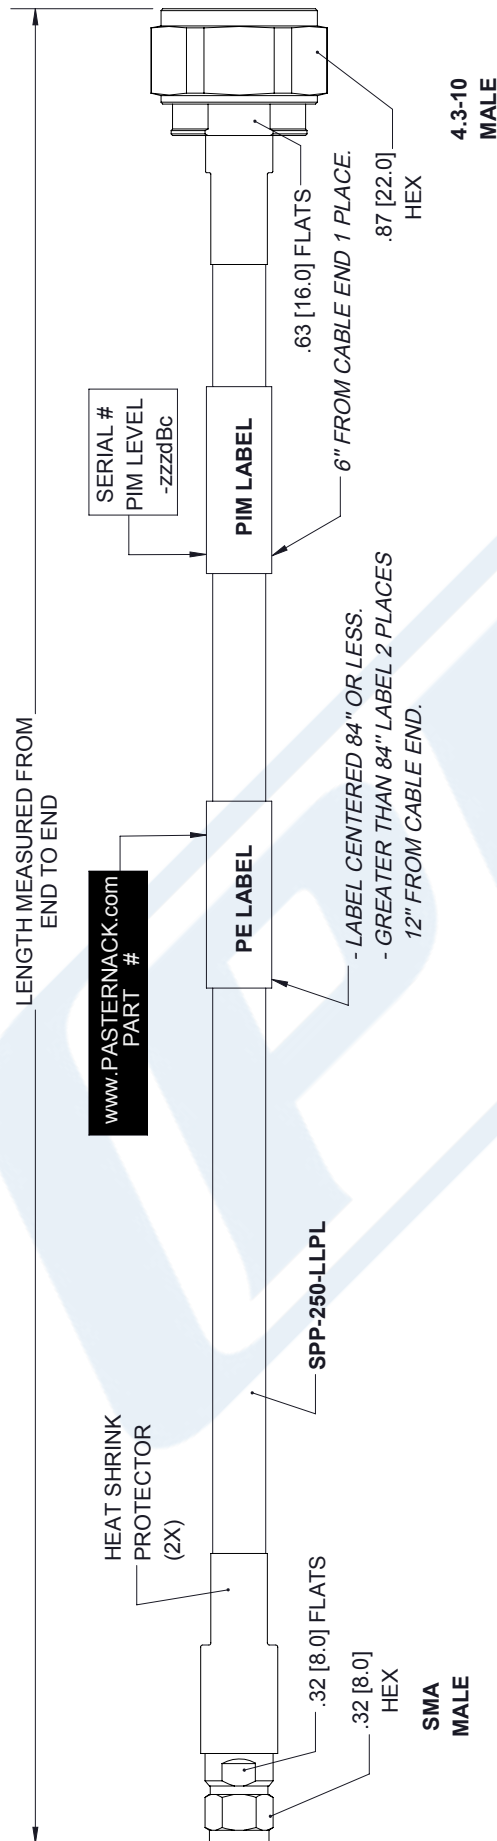 LENGTH MEASURED FROM
END TO END
HEAT SHRINK
PROTECTOR
(2X)
www.PASTERNACK.com
PART #
SERIAL #
PIM LEVEL
-zzzdBc
PE LABEL
PIM LABEL
.32 [8.0] FLATS
.32 [8.0]
HEX
SMA
MALE
SPP-250-LLPL
- LABEL CENTERED 84" OR LESS.
- GREATER THAN 84" LABEL 2 PLACES
12" FROM CABLE END.
6" FROM CABLE END 1 PLACE.
.63 [16.0] FLATS
.87 [22.0]
HEX
4.3-10
MALE